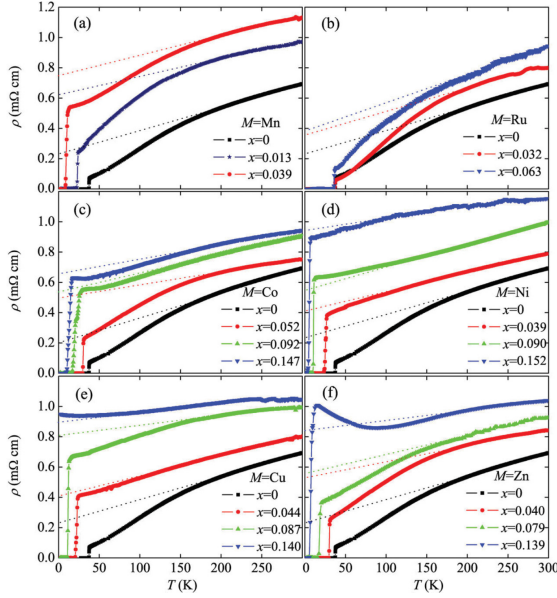 (a)
1.2
1.0
0.8
0.6
0.4
0.2
0.0
ρ (mΩ cm)
M=Mn
x=0
x=0.013
x=0.039
(b)
M=Ru
x=0
x=0.032
x=0.063
(c)
1.0
0.8
0.6
0.4
0.2
0.0
ρ (mΩ cm)
M=Co
x=0
x=0.052
x=0.092
x=0.147
(d)
M=Ni
x=0
x=0.039
x=0.090
x=0.152
(e)
1.0
0.8
0.6
0.4
0.2
0.0
ρ (mΩ cm)
M=Cu
x=0
x=0.044
x=0.087
x=0.140
0 50 100 150 200 250
T (K)
(f)
M=Zn
x=0
x=0.040
x=0.079
x=0.139
0 50 100 150 200 250 300
T (K)